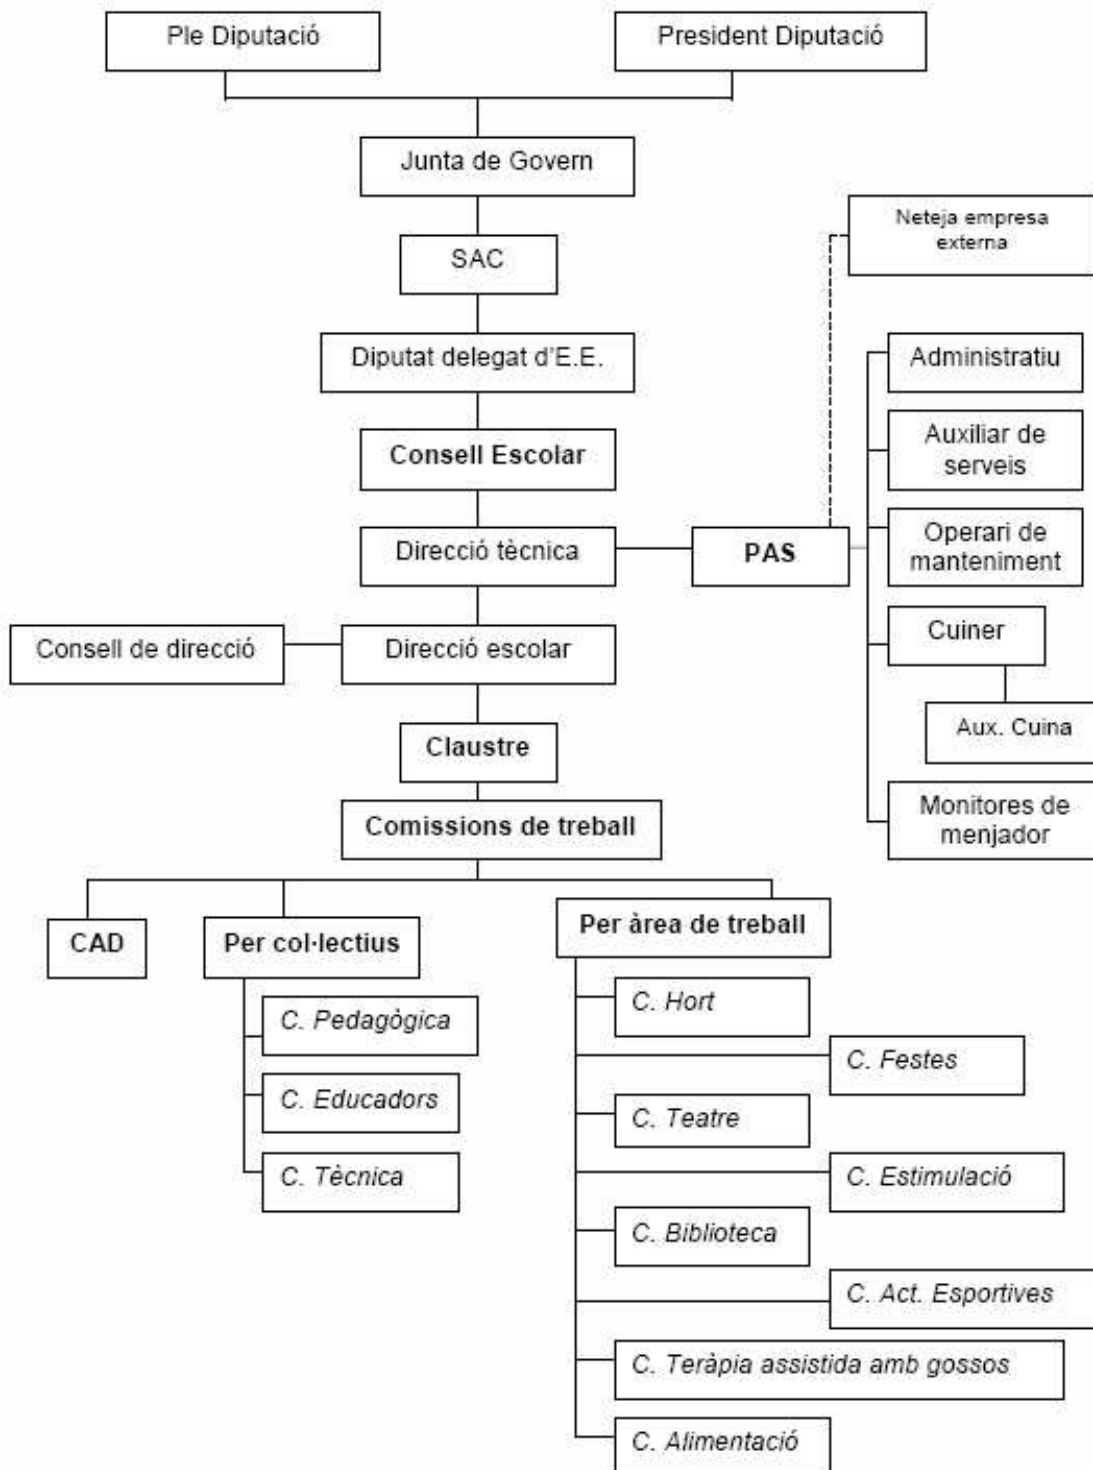 Ple Diputació
President Diputació
Junta de Govern
Neteja empresa
externa
SAC
Diputat delegat d'E.E.
Administratiu
Consell Escolar
Auxiliar de
serveis
Direcció tècnica
PAS
Operari de
manteniment
Consell de direcció
Direcció escolar
Cuiner
Claustre
Aux. Cuina
Comissions de treball
Monitores de
menjador
CAD
Per col·lectius
Per àrea de treball
C. Pedagògica
C. Educadors
C. Tècnica
C. Hort
C. Festes
C. Teatre
C. Estimulació
C. Biblioteca
C. Act. Esportives
C. Teràpia assistida amb gossos
C. Alimentació